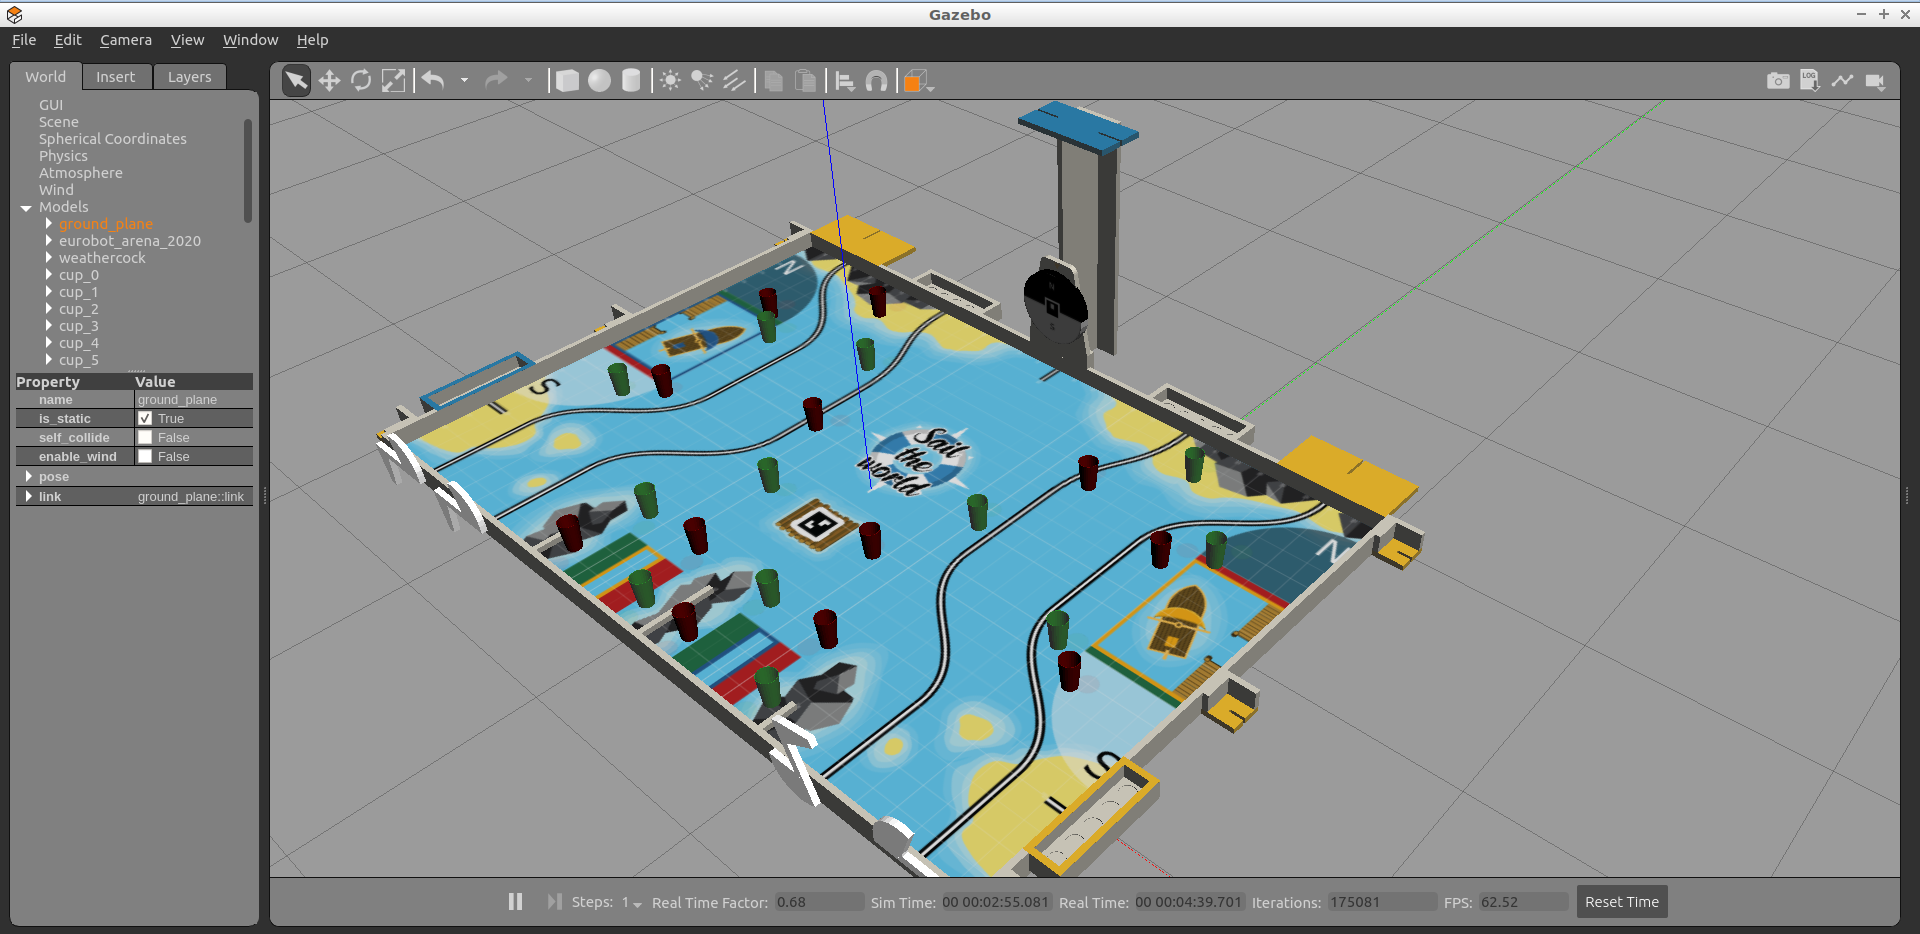 Gazebo
File Edit Camera View Window Help
World Insert Layers
LOG
GUI
Scene
Spherical Coordinates
Physics
Atmosphere
Wind
Models
ground_plane
eurobot_arena_2020
weathercock
cup_0
cup_1
cup_2
cup_3
cup_4
cup_5
Property Value
name ground_plane
is_static True
self_collide False
enable_wind False
pose
link ground_plane::link
N
S
N
S
Sail
the
world
N
S
Steps: 1 Real Time Factor: 0.68 Sim Time: 00 00:02:55.081 Real Time: 00 00:04:39.701 Iterations: 175081 FPS: 62.52 Reset Time